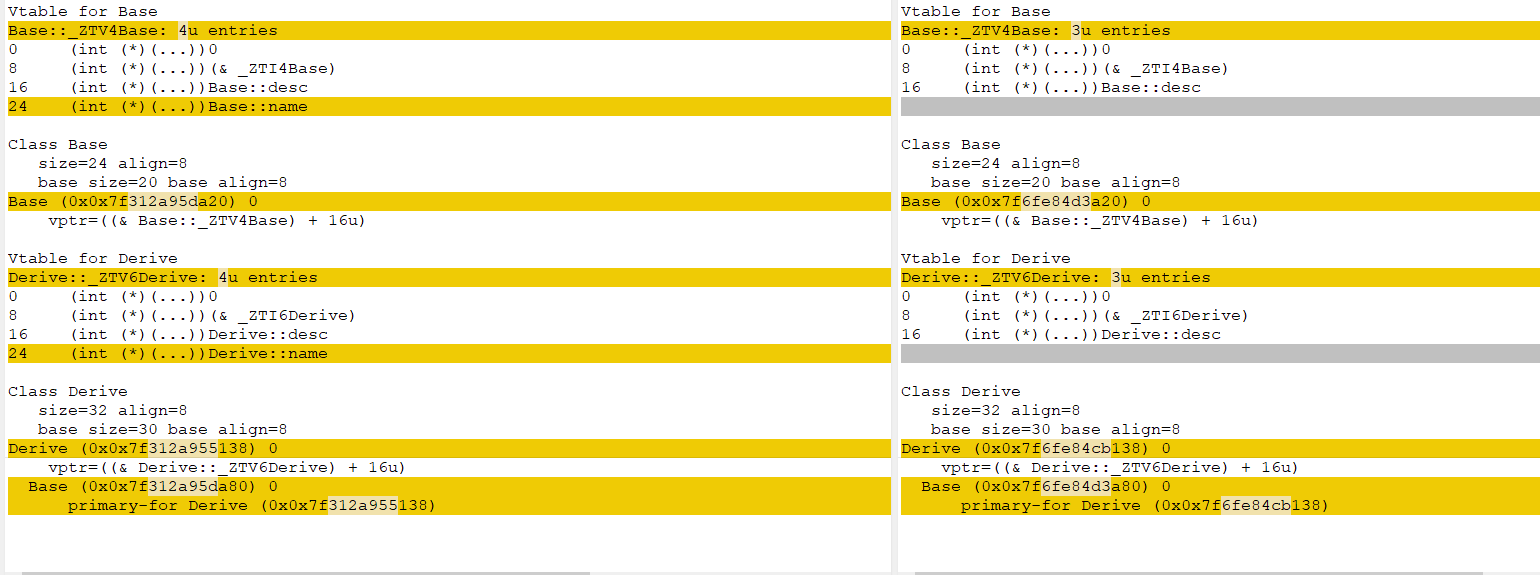 Vtable for Base
Base::_ZTV4Base: 4u entries
0     (int (*)(...))0
8     (int (*)(...))(& _ZTI4Base)
16    (int (*)(...))Base::desc
24    (int (*)(...))Base::name
Class Base
   size=24 align=8
   base size=20 base align=8
Base (0x0x7f312a95da20) 0
    vptr=((& Base::_ZTV4Base) + 16u)
Vtable for Derive
Derive::_ZTV6Derive: 4u entries
0     (int (*)(...))0
8     (int (*)(...))(& _ZTI6Derive)
16    (int (*)(...))Derive::desc
24    (int (*)(...))Derive::name
Class Derive
   size=32 align=8
   base size=30 base align=8
Derive (0x0x7f312a955138) 0
    vptr=((& Derive::_ZTV6Derive) + 16u)
  Base (0x0x7f312a95da80) 0
      primary-for Derive (0x0x7f312a955138)
Vtable for Base
Base::_ZTV4Base: 3u entries
0     (int (*)(...))0
8     (int (*)(...))(& _ZTI4Base)
16    (int (*)(...))Base::desc
Class Base
   size=24 align=8
   base size=20 base align=8
Base (0x0x7f6fe84d3a20) 0
    vptr=((& Base::_ZTV4Base) + 16u)
Vtable for Derive
Derive::_ZTV6Derive: 3u entries
0     (int (*)(...))0
8     (int (*)(...))(& _ZTI6Derive)
16    (int (*)(...))Derive::desc
Class Derive
   size=32 align=8
   base size=30 base align=8
Derive (0x0x7f6fe84cb138) 0
    vptr=((& Derive::_ZTV6Derive) + 16u)
  Base (0x0x7f6fe84d3a80) 0
      primary-for Derive (0x0x7f6fe84cb138)